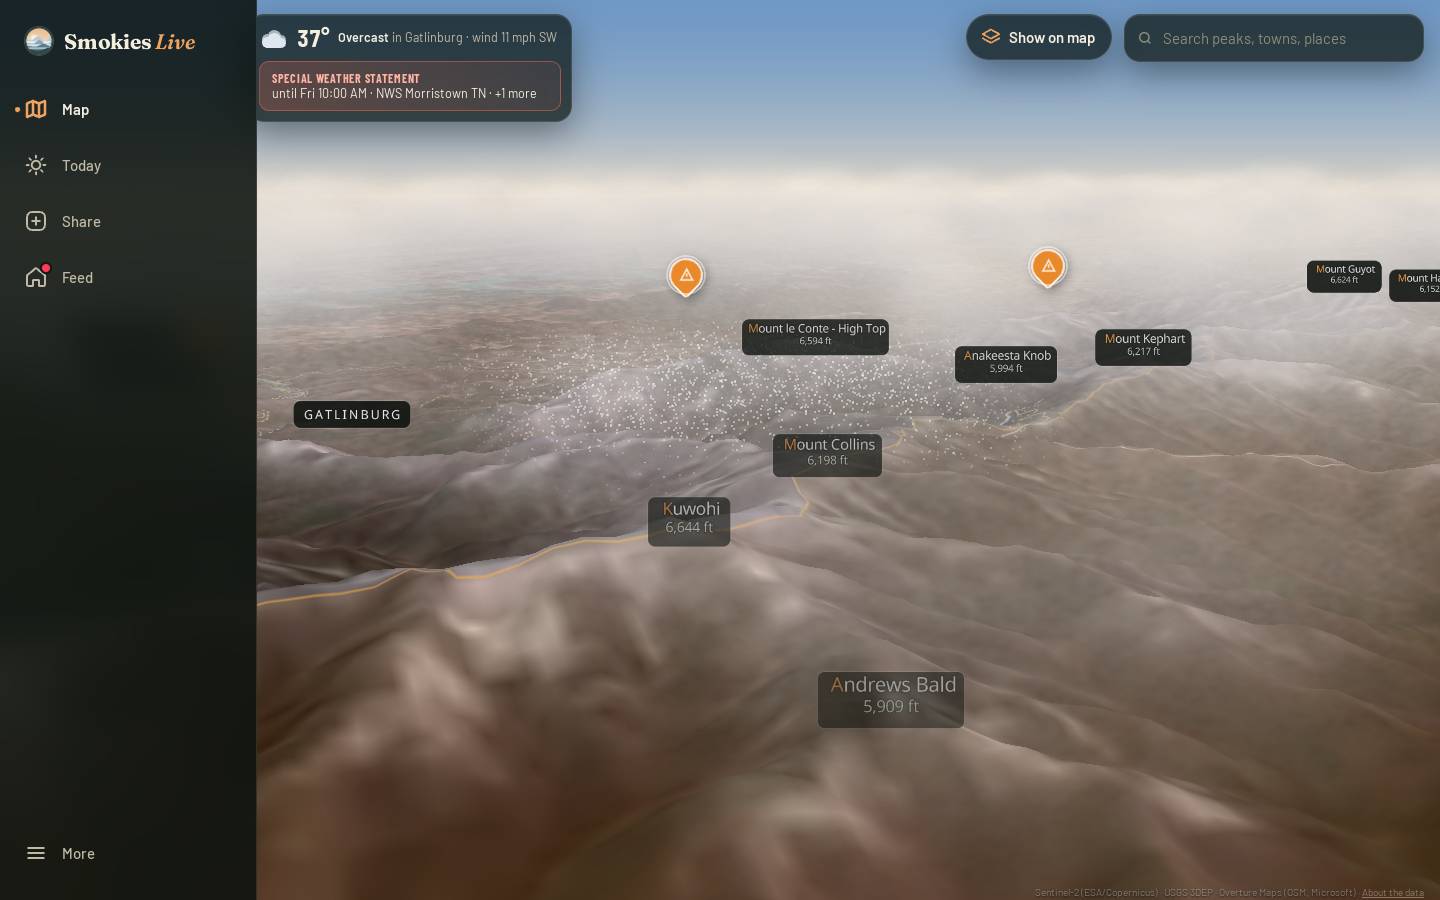 Smokies Live
Map
Today
Share
Feed
More
37° Overcast in Gatlinburg · wind 11 mph SW
SPECIAL WEATHER STATEMENT
until Fri 10:00 AM · NWS Morristown TN · +1 more
Show on map
Search peaks, towns, places
Mount Guyot
6,624 ft
Mount Ha
6,152
Mount le Conte - High Top
6,594 ft
Mount Kephart
6,217 ft
Anakeesta Knob
5,994 ft
GATLINBURG
Mount Collins
6,198 ft
Kuwohi
6,644 ft
Andrews Bald
5,909 ft
Sentinel-2 (ESA/Copernicus) · USGS 3DEP · Overture Maps (OSM, Microsoft) · About the data